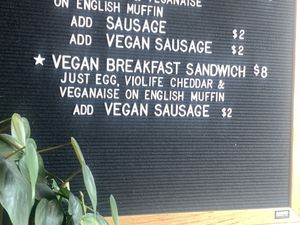 VEGANAISE
ON ENGLISH MUFFIN
ADD SAUSAGE $2
ADD VEGAN SAUSAGE $2
★ VEGAN BREAKFAST SANDWICH $8
JUST EGG, VIOLIFE CHEDDAR &
VEGANAISE ON ENGLISH MUFFIN
ADD VEGAN SAUSAGE $2